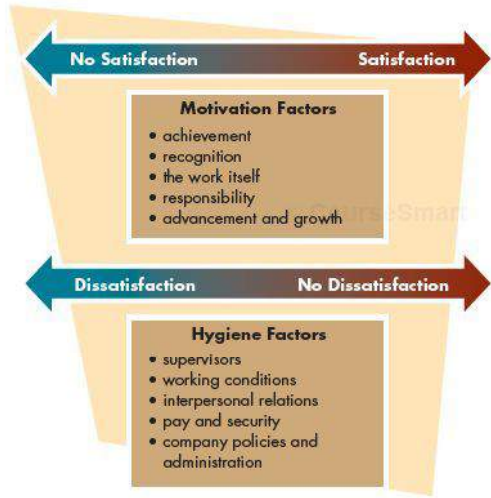 No Satisfaction Satisfaction
Motivation Factors
• achievement
• recognition
• the work itself
• responsibility
• advancement and growth
CourseSmart
Dissatisfaction No Dissatisfaction
Hygiene Factors
• supervisors
• working conditions
• interpersonal relations
• pay and security
• company policies and
administration